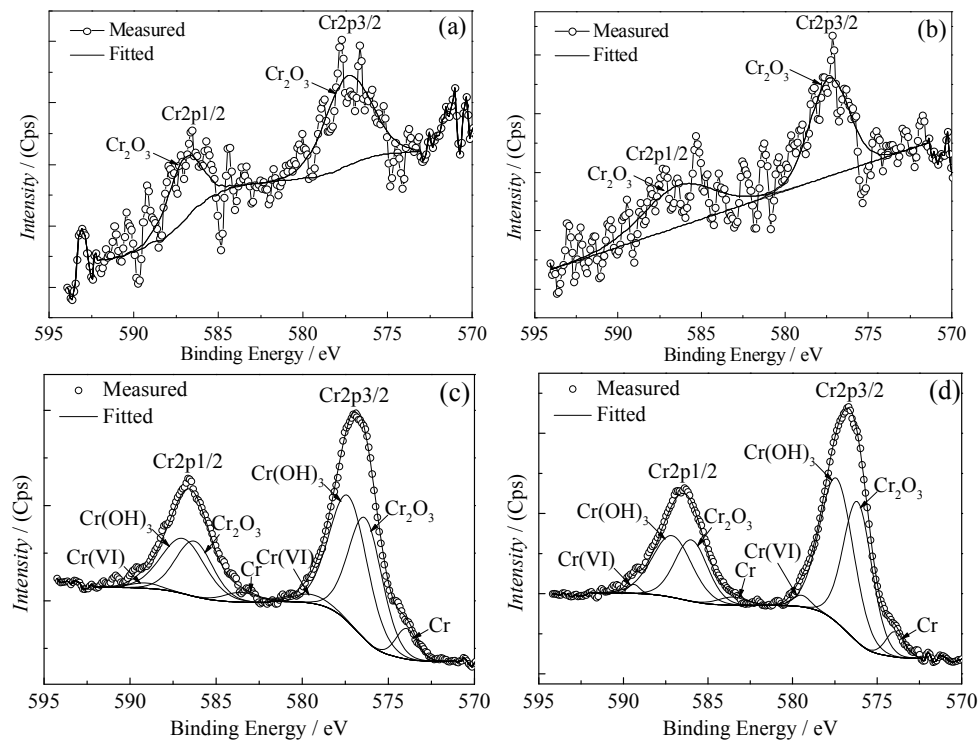 Measured
Fitted
(a)
Cr2p3/2
Cr₂O₃
Cr2p1/2
Cr₂O₃
Intensity / (Cps)
595 590 585 580 575 570
Binding Energy / eV
Measured
Fitted
(b)
Cr2p3/2
Cr₂O₃
Cr2p1/2
Cr₂O₃
Intensity / (Cps)
595 590 585 580 575 570
Binding Energy / eV
Measured
Fitted
(c)
Cr2p3/2
Cr2p1/2
Cr(OH)₃
Cr(OH)₃
Cr₂O₃
Cr₂O₃
Cr(VI)
Cr(VI)
Cr
Cr
Intensity / (Cps)
595 590 585 580 575 570
Binding Energy / eV
Measured
Fitted
(d)
Cr2p3/2
Cr(OH)₃
Cr2p1/2
Cr₂O₃
Cr(OH)₃
Cr₂O₃
Cr(VI)
Cr(VI)
Cr
Cr
Intensity / (Cps)
595 590 585 580 575 570
Binding Energy / eV